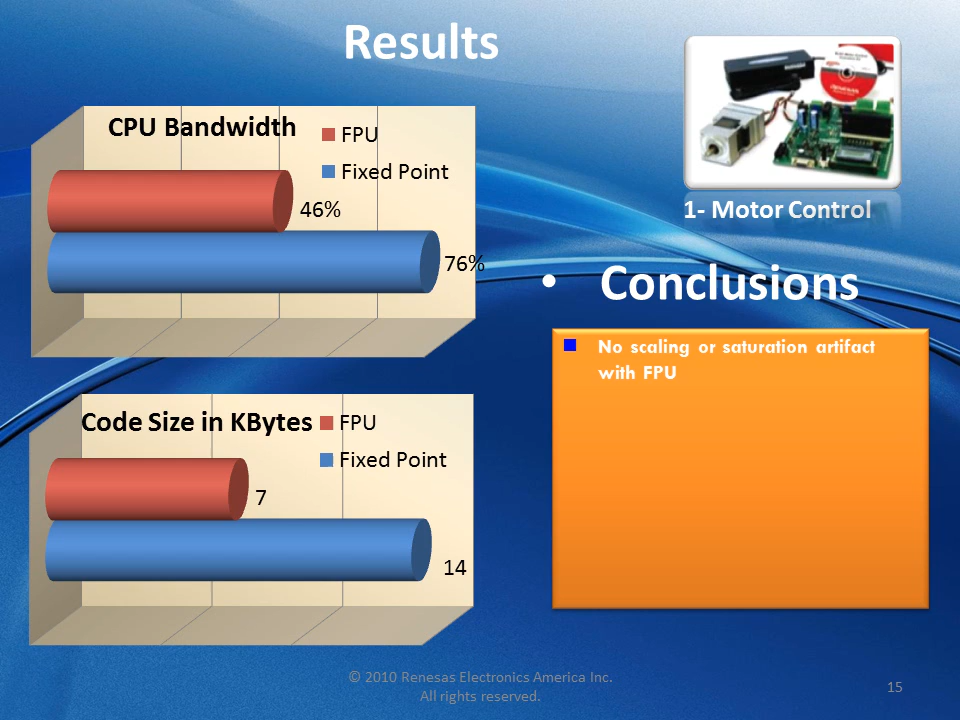 Results
CPU Bandwidth
FPU
Fixed Point
46%
76%
Code Size in KBytes
FPU
Fixed Point
7
14
1- Motor Control
• Conclusions
No scaling or saturation artifact
with FPU
© 2010 Renesas Electronics America Inc.
All rights reserved.
15